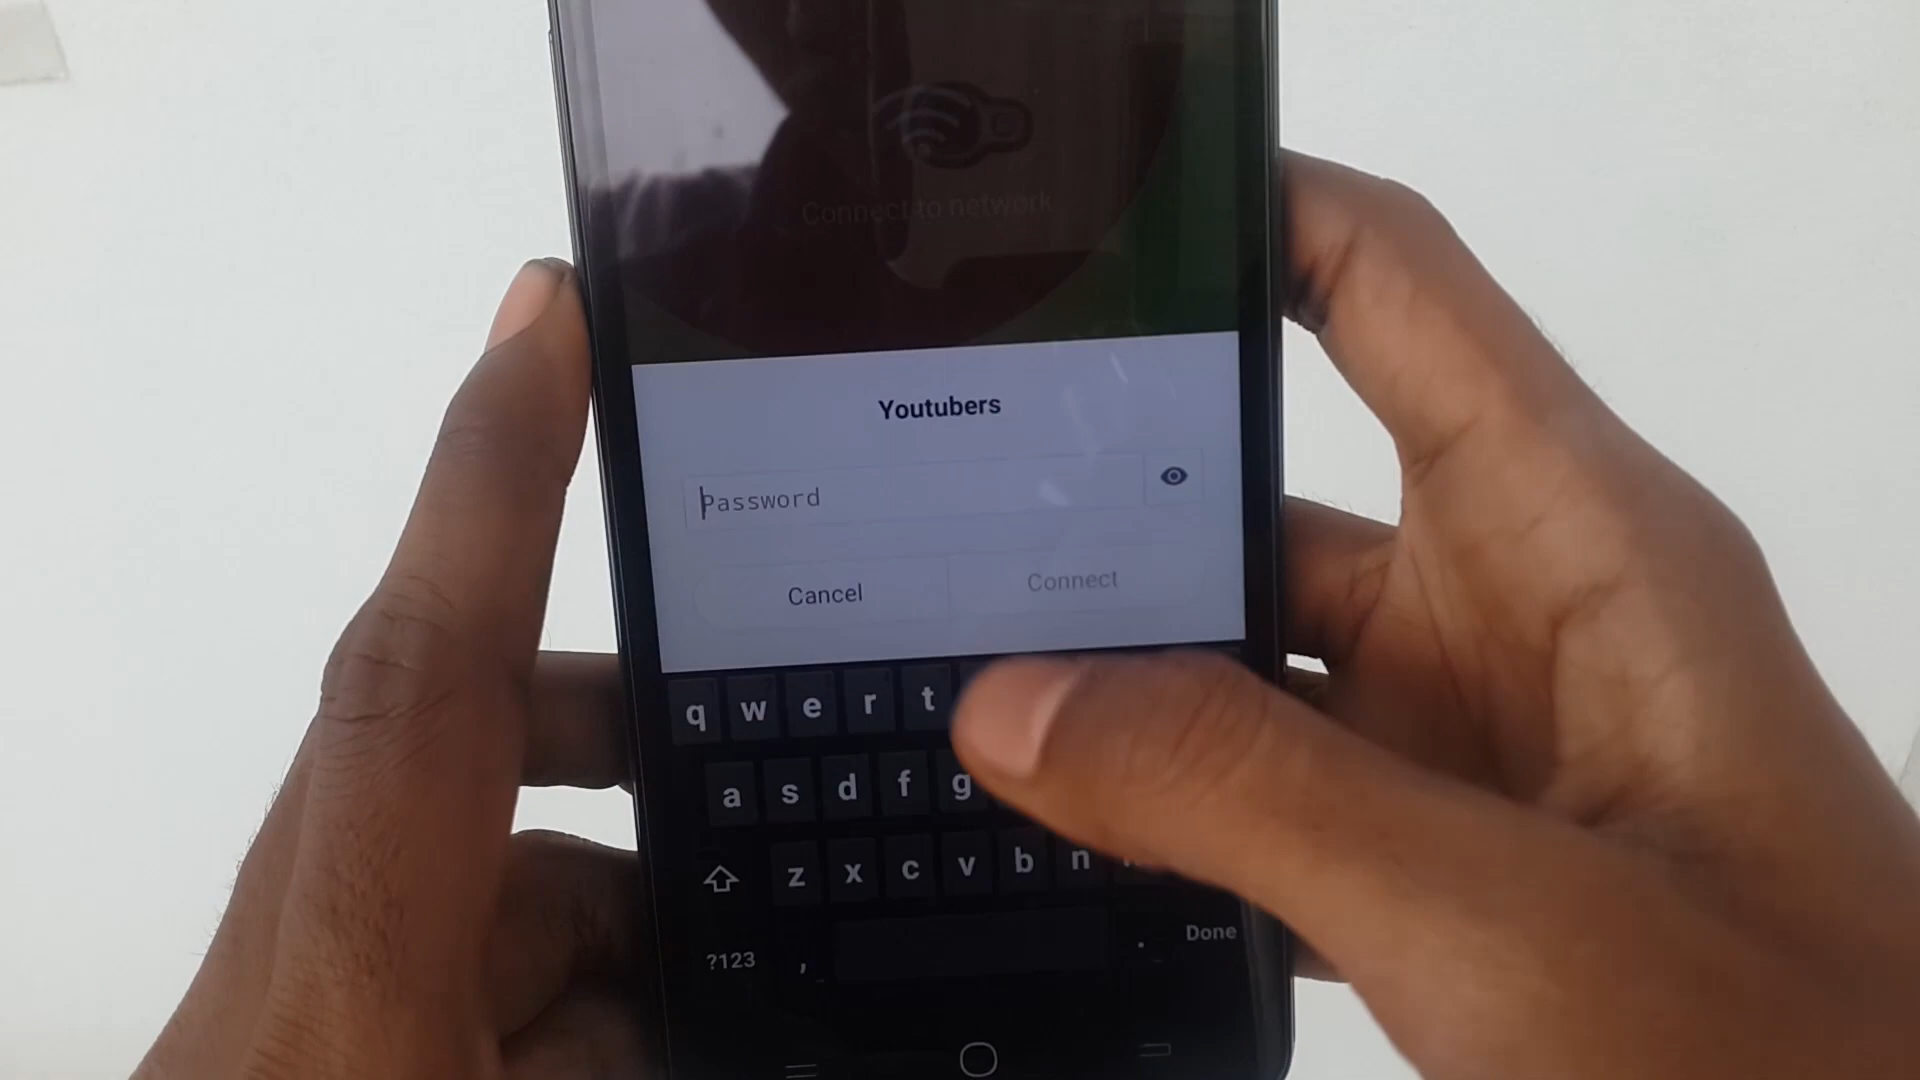 Connect to network
Youtubers
Password
Cancel
Connect
q w e r t
a s d f g
z x c v b n
?123 , . Done